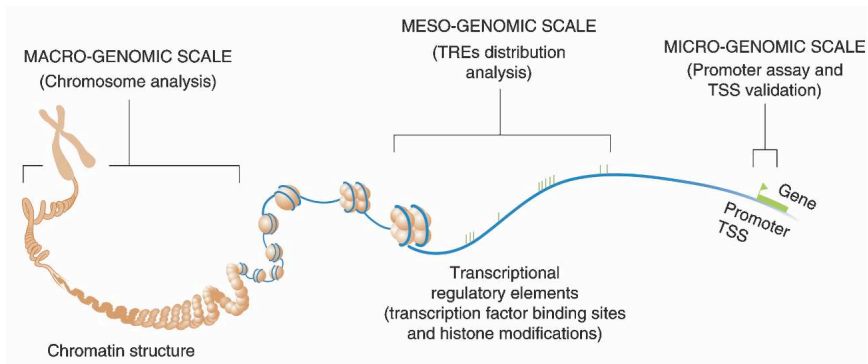 MACRO-GENOMIC SCALE
(Chromosome analysis)
MESO-GENOMIC SCALE
(TREs distribution
analysis)
MICRO-GENOMIC SCALE
(Promoter assay and
TSS validation)
Gene
Promoter
TSS
Transcriptional
regulatory elements
(transcription factor binding sites
and histone modifications)
Chromatin structure